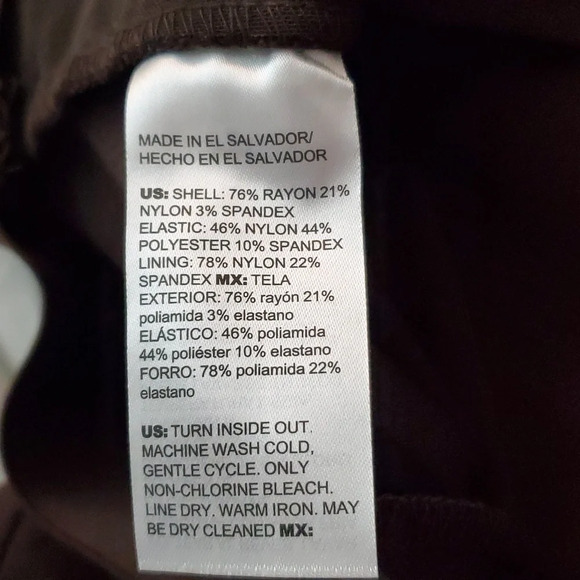 MADE IN EL SALVADOR/
HECHO EN EL SALVADOR
US: SHELL: 76% RAYON 21%
NYLON 3% SPANDEX
ELASTIC: 46% NYLON 44%
POLYESTER 10% SPANDEX
LINING: 78% NYLON 22%
SPANDEX MX: TELA
EXTERIOR: 76% rayón 21%
poliamida 3% elastano
ELÁSTICO: 46% poliamida
44% poliéster 10% elastano
FORRO: 78% poliamida 22%
elastano
US: TURN INSIDE OUT.
MACHINE WASH COLD,
GENTLE CYCLE. ONLY
NON-CHLORINE BLEACH.
LINE DRY. WARM IRON. MAY
BE DRY CLEANED MX: